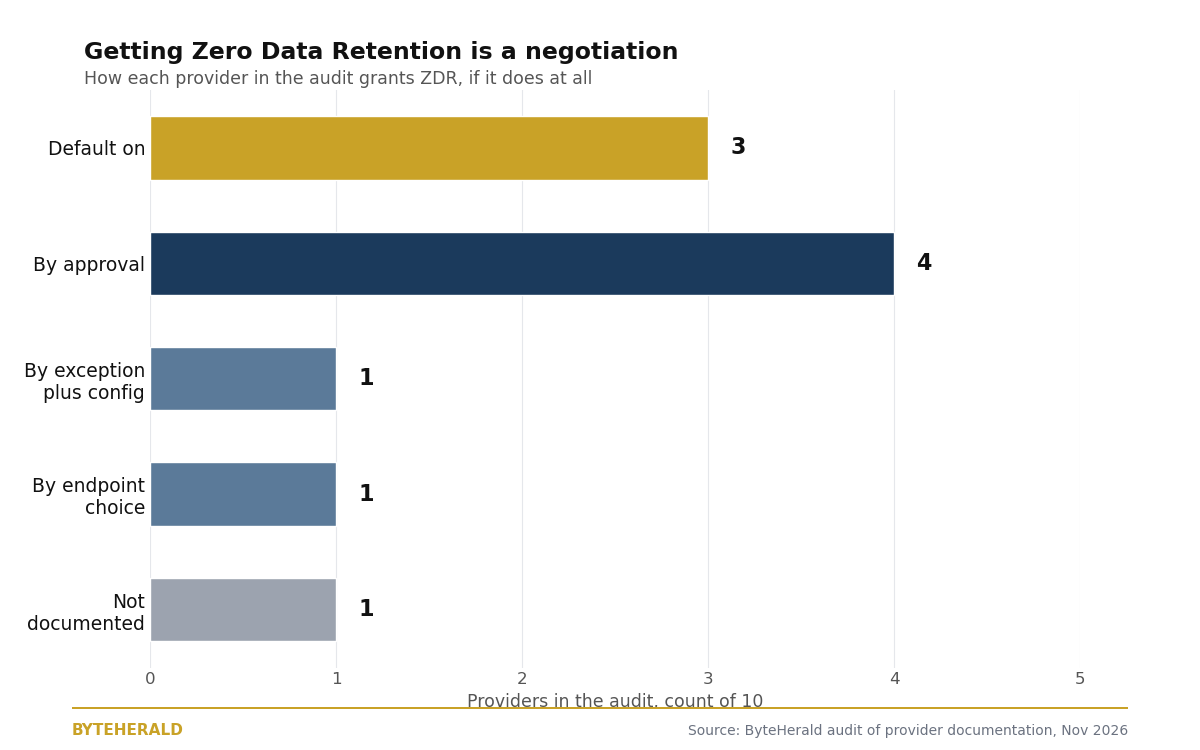 Getting Zero Data Retention is a negotiation
How each provider in the audit grants ZDR, if it does at all
Default on
3
By approval
4
By exception
plus config
1
By endpoint
choice
1
Not
documented
1
0 1 2 3 4 5
Providers in the audit, count of 10
BYTEHERALD
Source: ByteHerald audit of provider documentation, Nov 2026